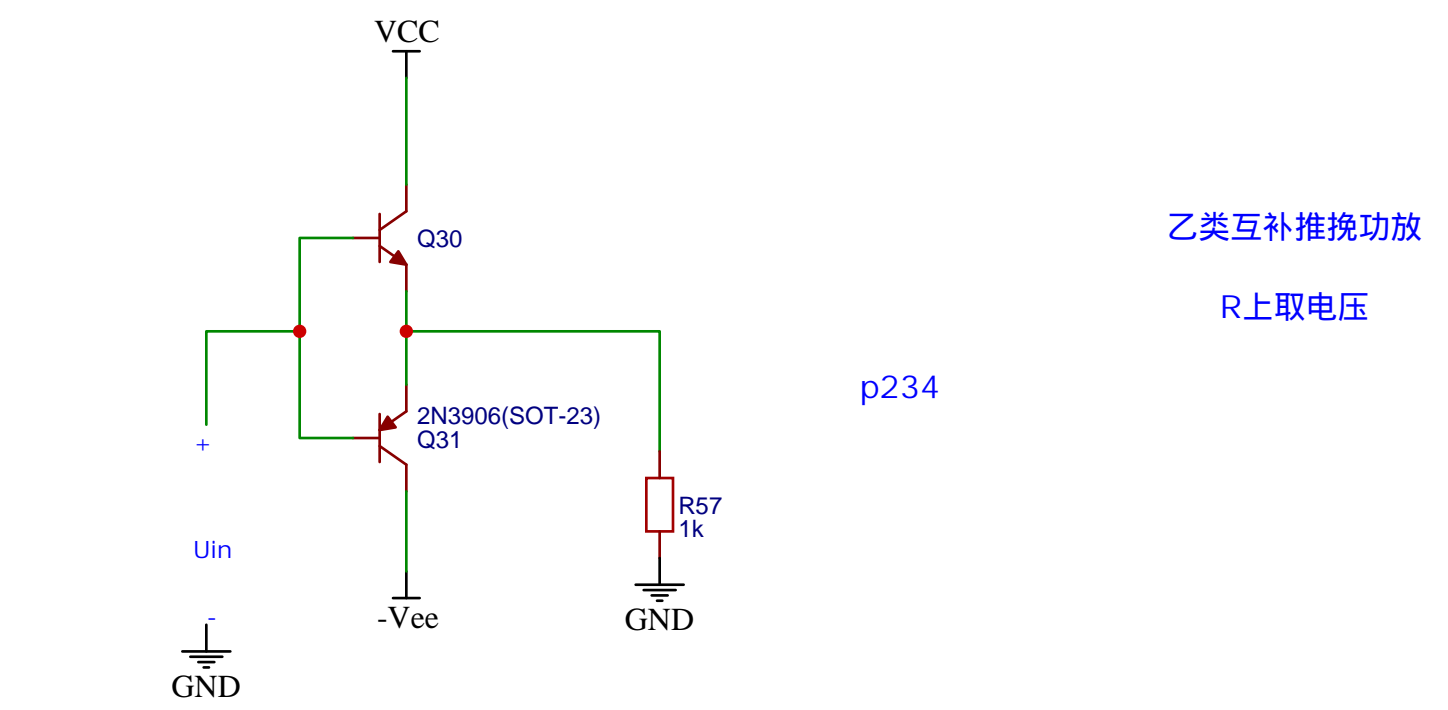 VCC
乙类互补推挽功放
Q30
R上取电压
p234
2N3906(SOT-23)
Q31
+
R57
1k
Uin
-
-Vee
GND
GND